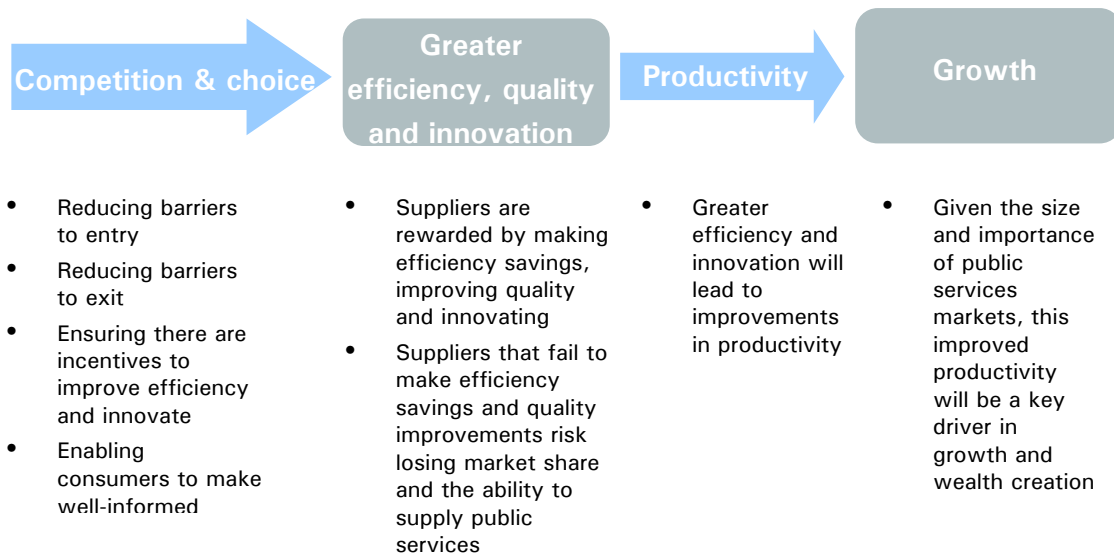 Competition & choice
Greater
efficiency, quality
and innovation
Productivity
Growth
• Reducing barriers
to entry
• Reducing barriers
to exit
• Ensuring there are
incentives to
improve efficiency
and innovate
• Enabling
consumers to make
well-informed
• Suppliers are
rewarded by making
efficiency savings,
improving quality
and innovating
• Suppliers that fail to
make efficiency
savings and quality
improvements risk
losing market share
and the ability to
supply public
services
• Greater
efficiency and
innovation will
lead to
improvements
in productivity
• Given the size
and importance
of public
services
markets, this
improved
productivity
will be a key
driver in
growth and
wealth creation